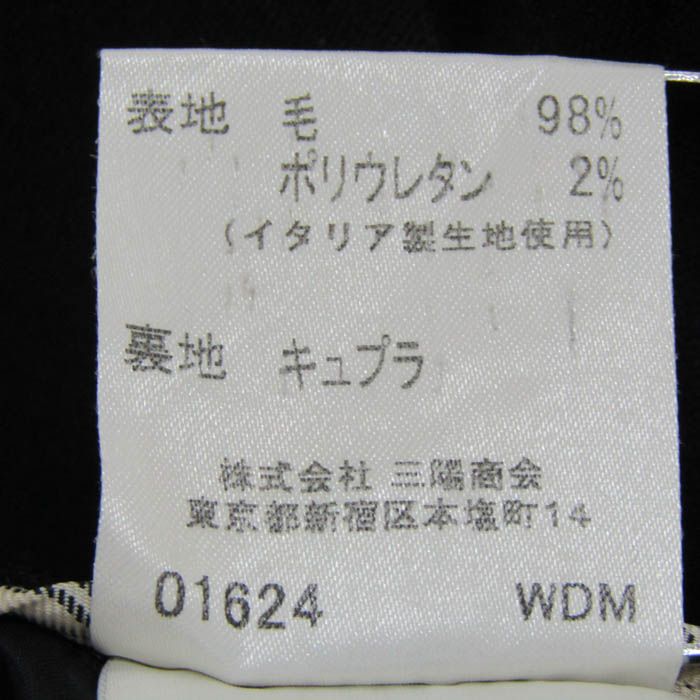 表地 毛 98%
ポリウレタン 2%
(イタリア製生地使用)
裏地 キュプラ
株式会社 三陽商会
東京都新宿区本塩町14
01624 WDM